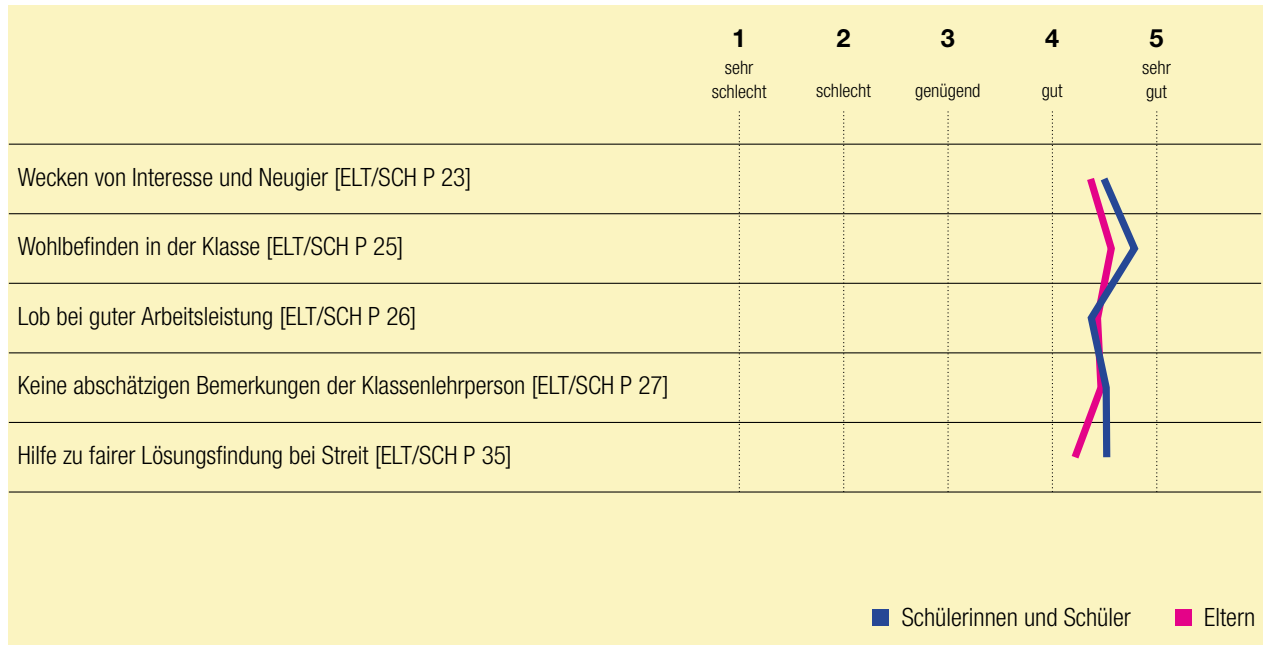 1 2 3 4 5
sehr schlecht schlecht genügend gut sehr gut
Wecken von Interesse und Neugier [ELT/SCH P 23]
Wohlbefinden in der Klasse [ELT/SCH P 25]
Lob bei guter Arbeitsleistung [ELT/SCH P 26]
Keine abschätzigen Bemerkungen der Klassenlehrperson [ELT/SCH P 27]
Hilfe zu fairer Lösungsfindung bei Streit [ELT/SCH P 35]
Schülerinnen und Schüler Eltern